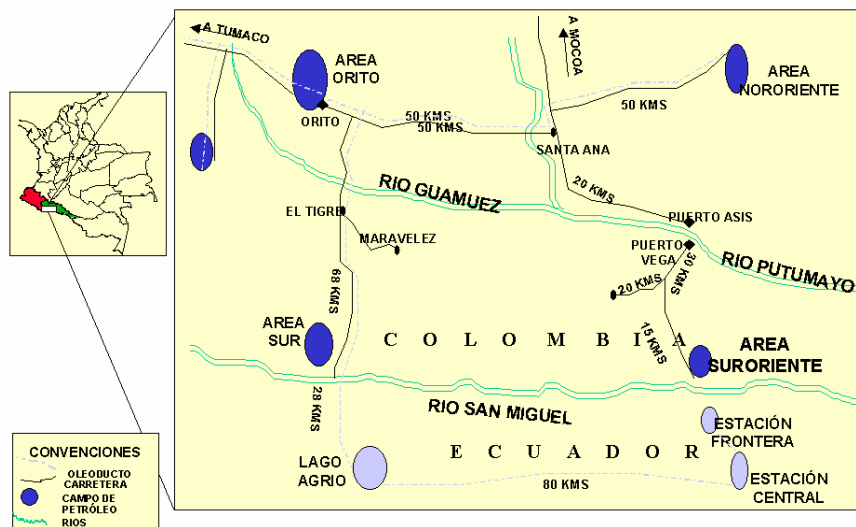 A TUMACO
AREA
ORITO
A MOCOA
AREA
NORORIENTE
50 KMS
ORITO
50 KMS
50 KMS
SANTA ANA
20 KMS
RIO GUAMUEZ
PUERTO ASIS
EL TIGRE
MARAVELEZ
PUERTO
VEGA
RIO PUTUMAYO
30 KMS
20 KMS
68 KMS
AREA
SUR
COLOMBIA
15 KMS
AREA
SURORIENTE
28 KMS
RIO SAN MIGUEL
ESTACIÓN
FRONTERA
ECUADOR
LAGO
AGRIO
80 KMS
ESTACIÓN
CENTRAL
CONVENCIONES
OLEODUCTO
CARRETERA
CAMPO DE
PETRÓLEO
RIOS